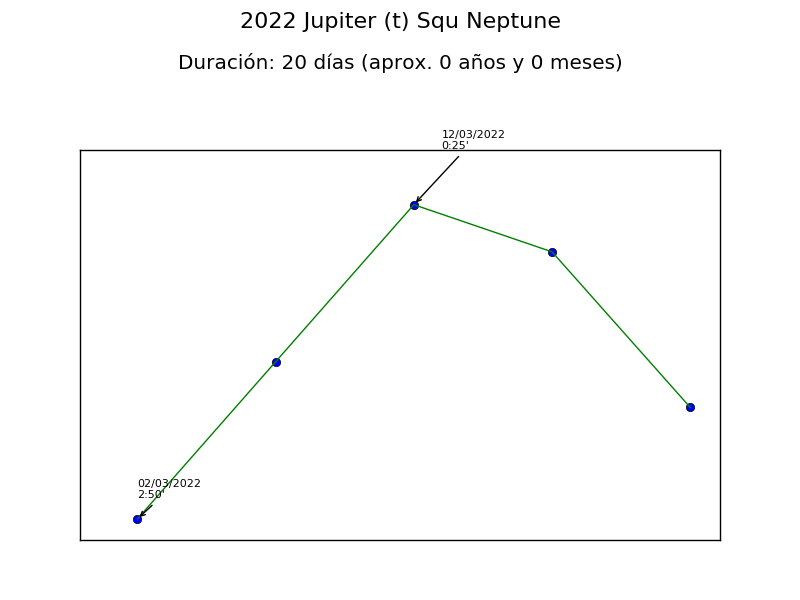 2022 Jupiter (t) Squ Neptune
Duración: 20 días (aprox. 0 años y 0 meses)
12/03/2022
0:25'
02/03/2022
2:50'